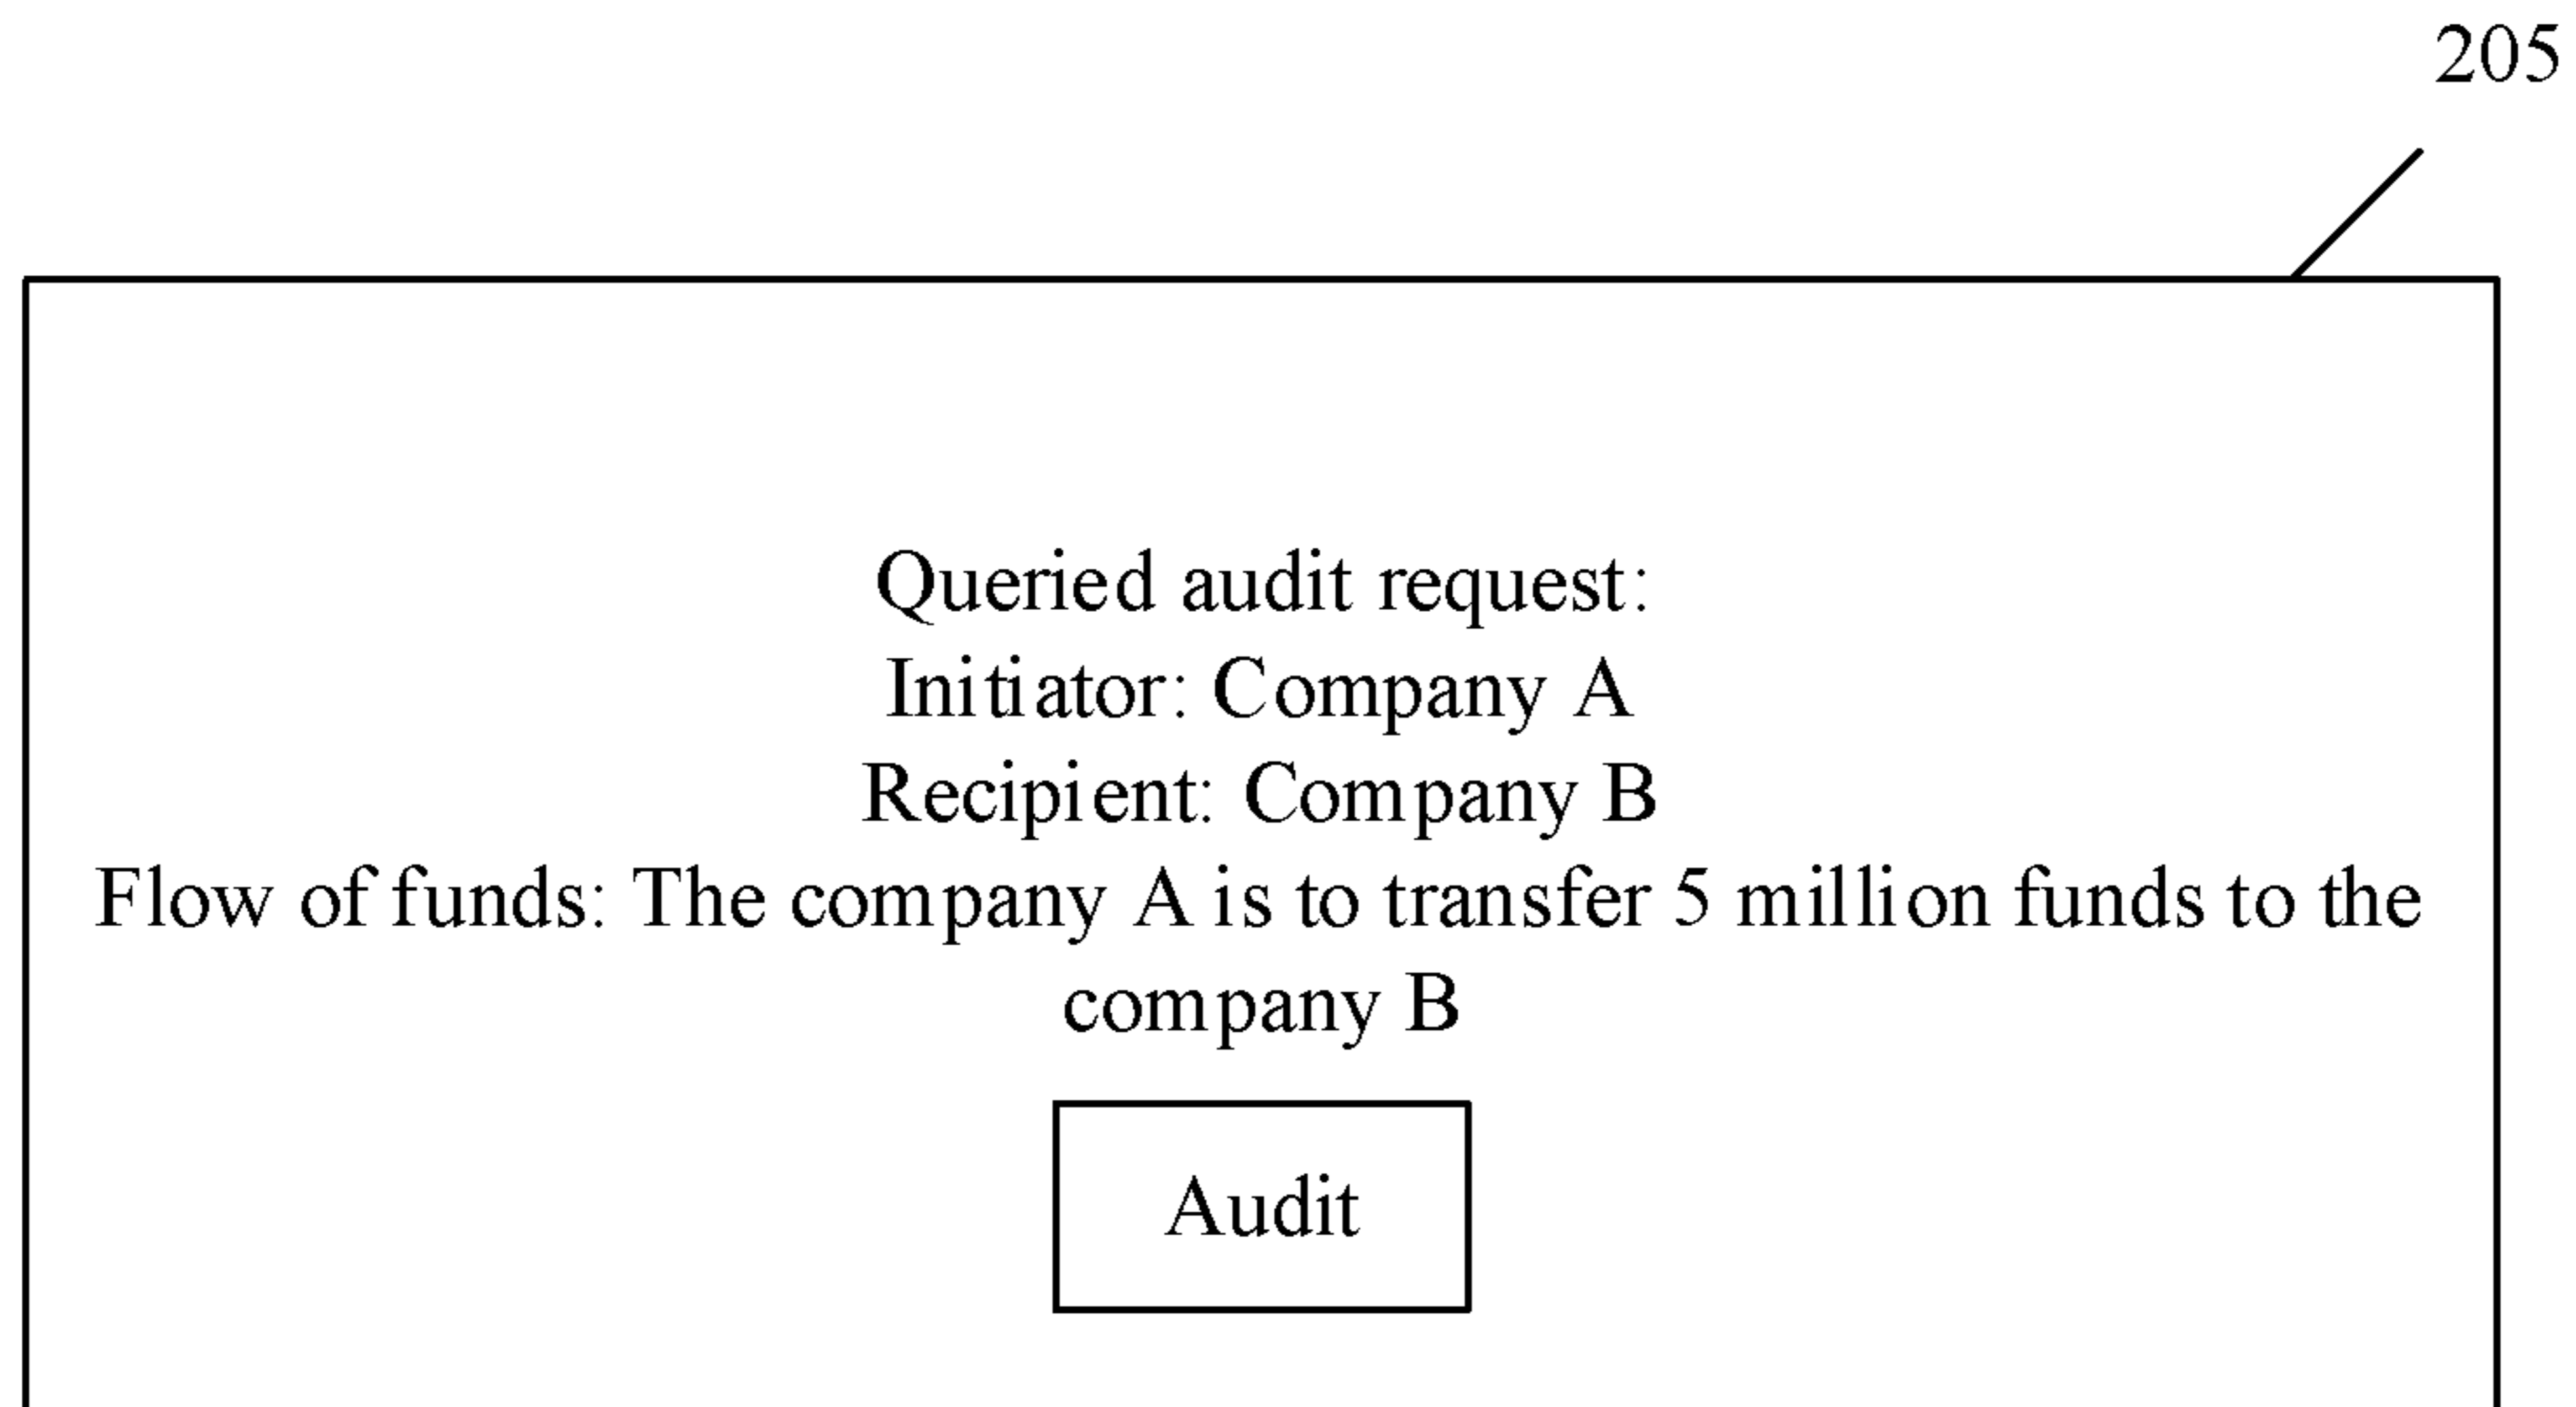 205
Queried audit request:
Initiator: Company A
Recipient: Company B
Flow of funds: The company A is to transfer 5 million funds to the
company B
Audit